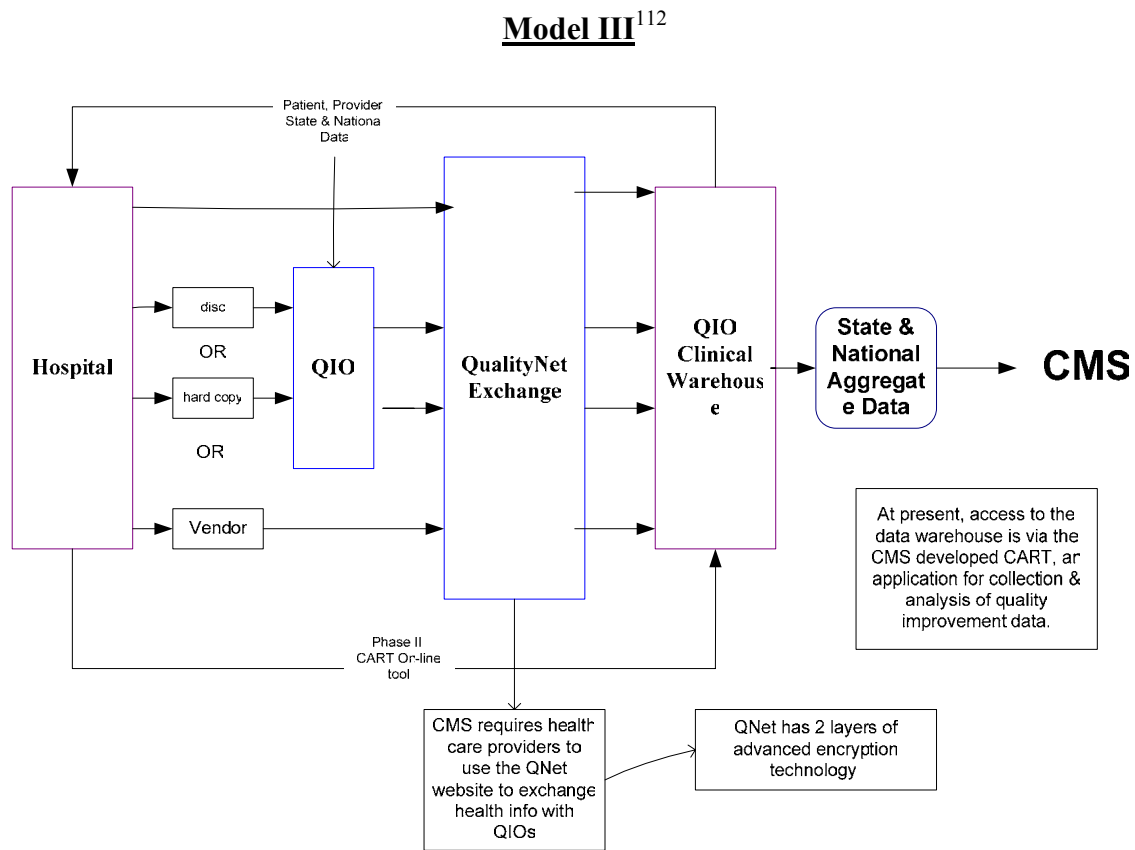 Model III112
Patient, Provider
State & Nationa
Data
Hospital
disc
OR
hard copy
OR
Vendor
QIO
QualityNet
Exchange
QIO
Clinical
Warehous
e
State &
National
Aggregat
e Data
CMS
At present, access to the
data warehouse is via the
CMS developed CART, an
application for collection &
analysis of quality
improvement data.
Phase II
CART On-line
tool
CMS requires health
care providers to
use the QNet
website to exchange
health info with
QIOs
QNet has 2 layers of
advanced encryption
technology